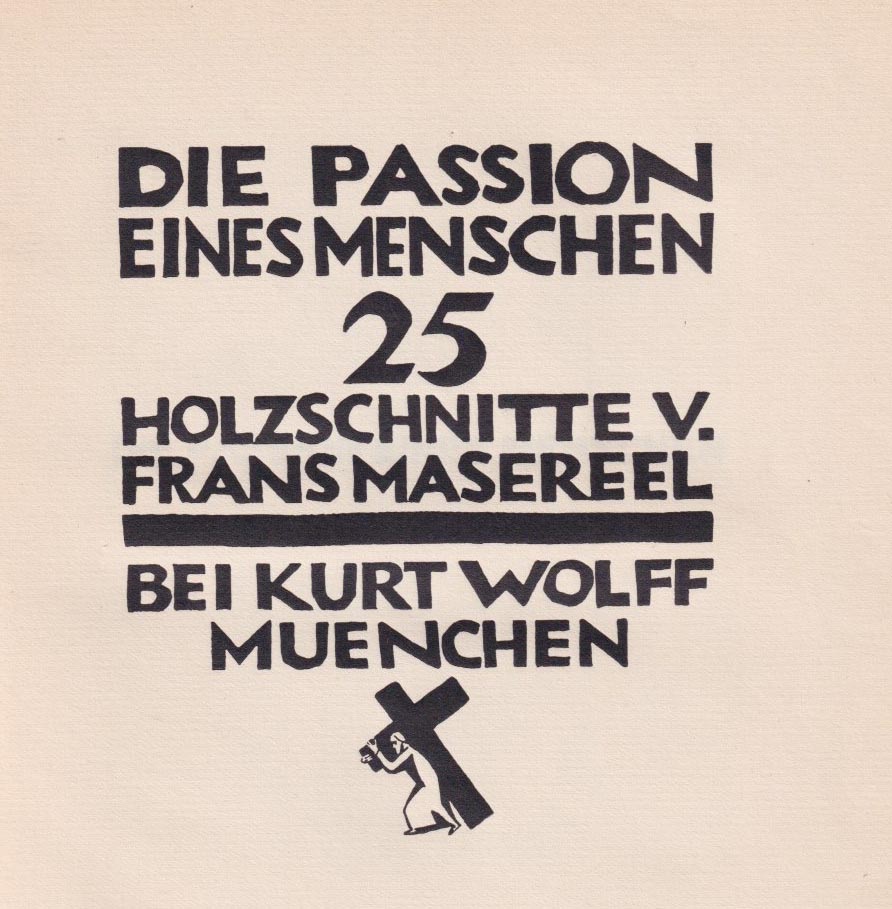 DIE PASSION
EINES MENSCHEN
25
HOLZSCHNITTE V.
FRANS MASEREEL
BEI KURT WOLFF
MUENCHEN